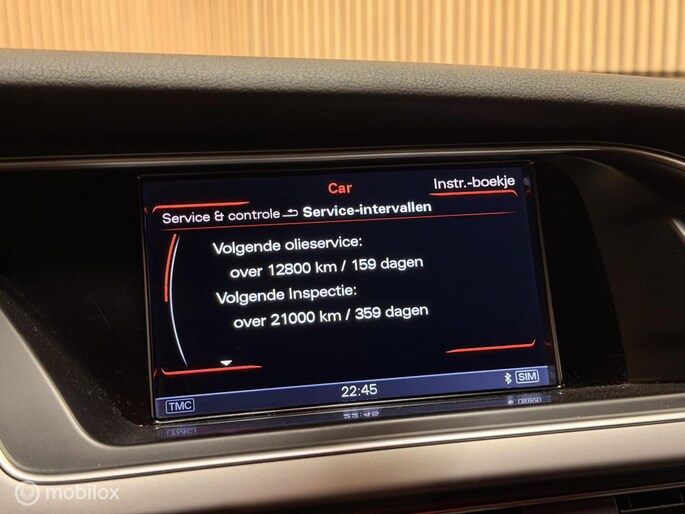 Car
Instr.-boekje
Service & controle Service-intervallen
Volgende olieservice:
over 12800 km / 159 dagen
Volgende Inspectie:
over 21000 km / 359 dagen
TMC
22:45
SIM
mobilox